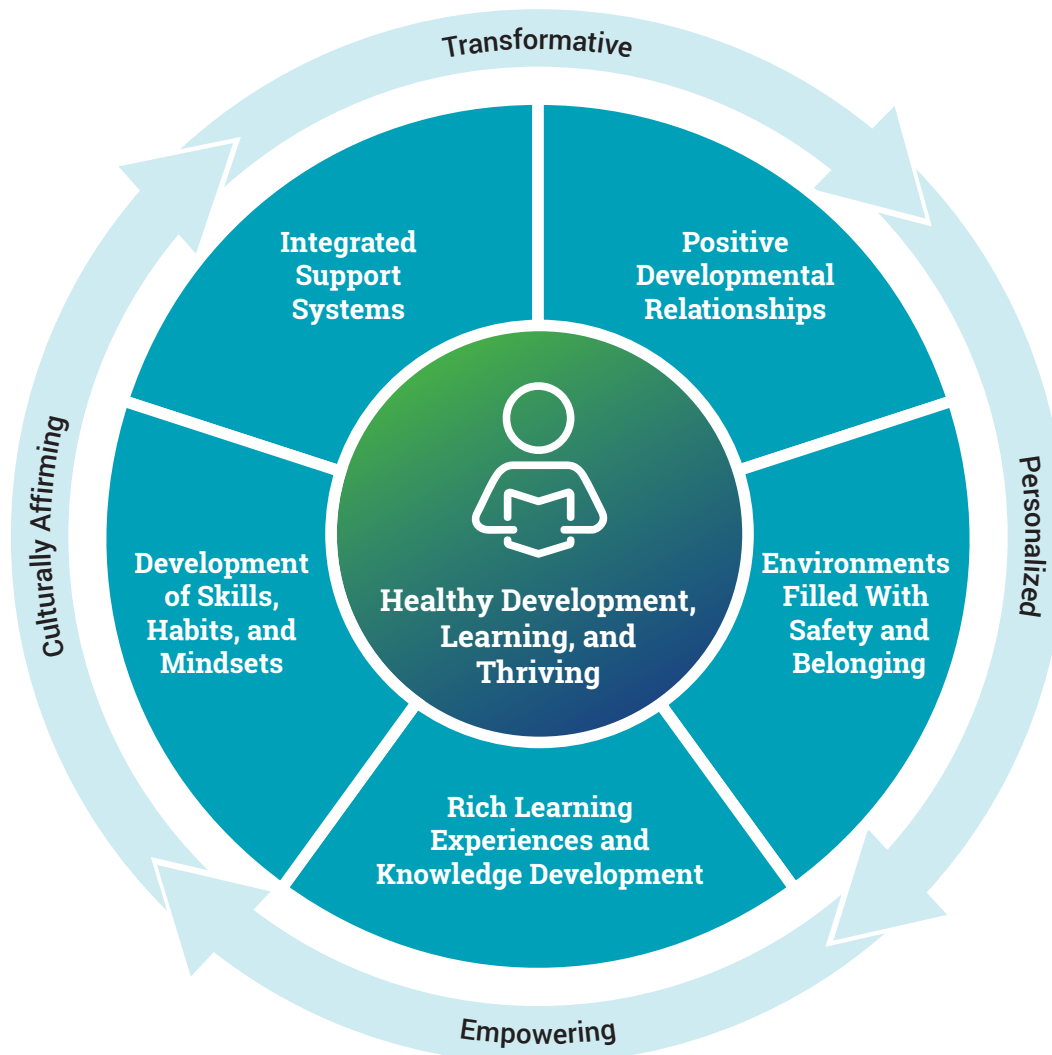 Transformative
Integrated
Support
Systems
Positive
Developmental
Relationships
Culturally Affirming
Personalized
Development
of Skills,
Habits, and
Mindsets
Healthy Development,
Learning, and
Thriving
Environments
Filled With
Safety and
Belonging
Rich Learning
Experiences and
Knowledge Development
Empowering